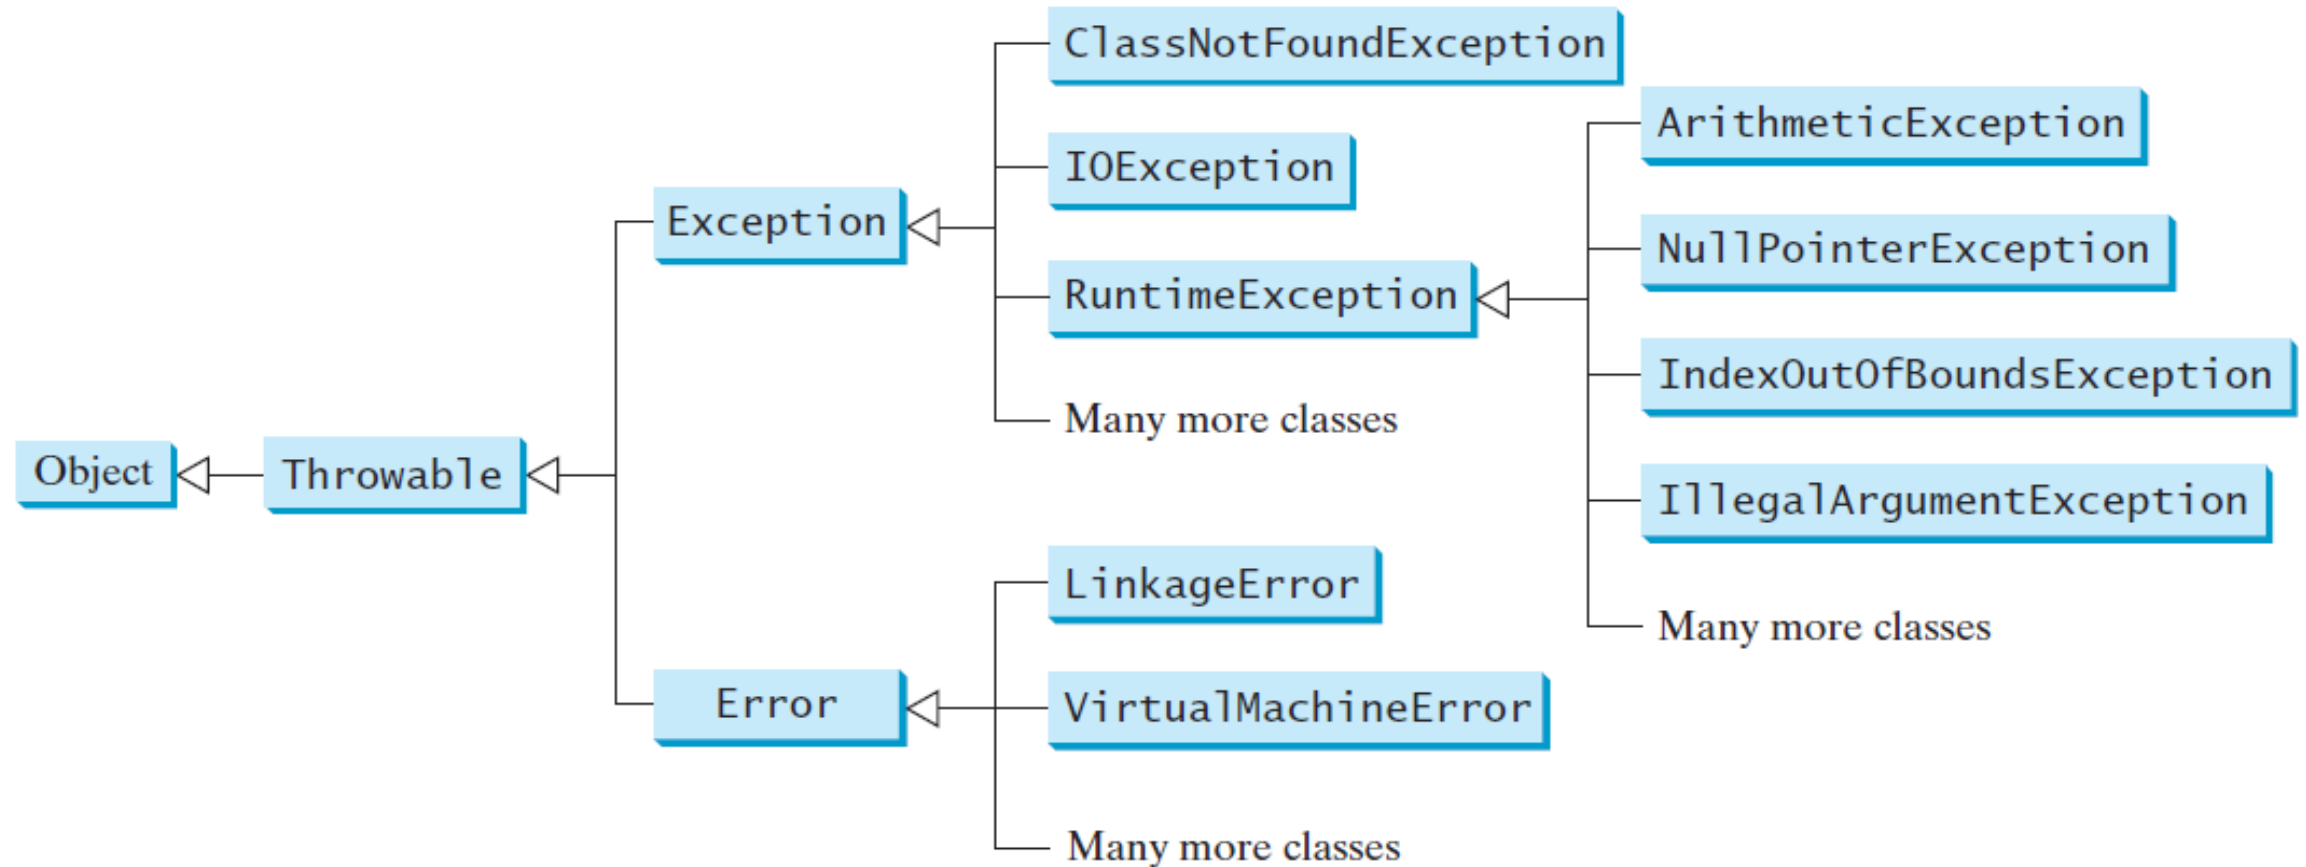 Object
Throwable
Exception
ClassNotFoundException
IOException
RuntimeException
ArithmeticException
NullPointerException
IndexOutOfBoundsException
IllegalArgumentException
Many more classes
Many more classes
Error
LinkageError
VirtualMachineError
Many more classes